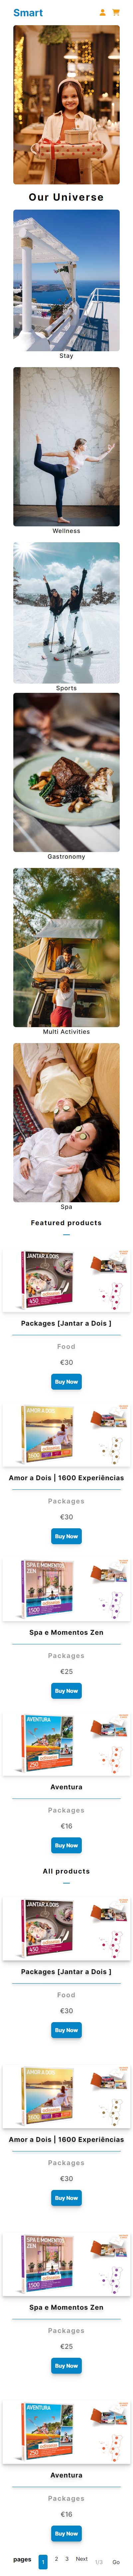 Smart
Our Universe
Stay
Wellness
Sports
Gastronomy
Multi Activities
Spa
Featured products
JANTAR A DOIS
450
Packages [Jantar a Dois ]
Food
€30
Buy Now
AMOR A DOIS
1600
Amor a Dois | 1600 Experiências
Packages
€30
Buy Now
SPA E MOMENTOS ZEN
1500
Spa e Momentos Zen
Packages
€25
Buy Now
AVENTURA
250
Aventura
Packages
€16
Buy Now
All products
JANTAR A DOIS
450
Packages [Jantar a Dois ]
Food
€30
Buy Now
AMOR A DOIS
1600
Amor a Dois | 1600 Experiências
Packages
€30
Buy Now
SPA E MOMENTOS ZEN
1500
Spa e Momentos Zen
Packages
€25
Buy Now
AVENTURA
250
Aventura
Packages
€16
Buy Now
pages 1 2 3 Next 1/3 Go